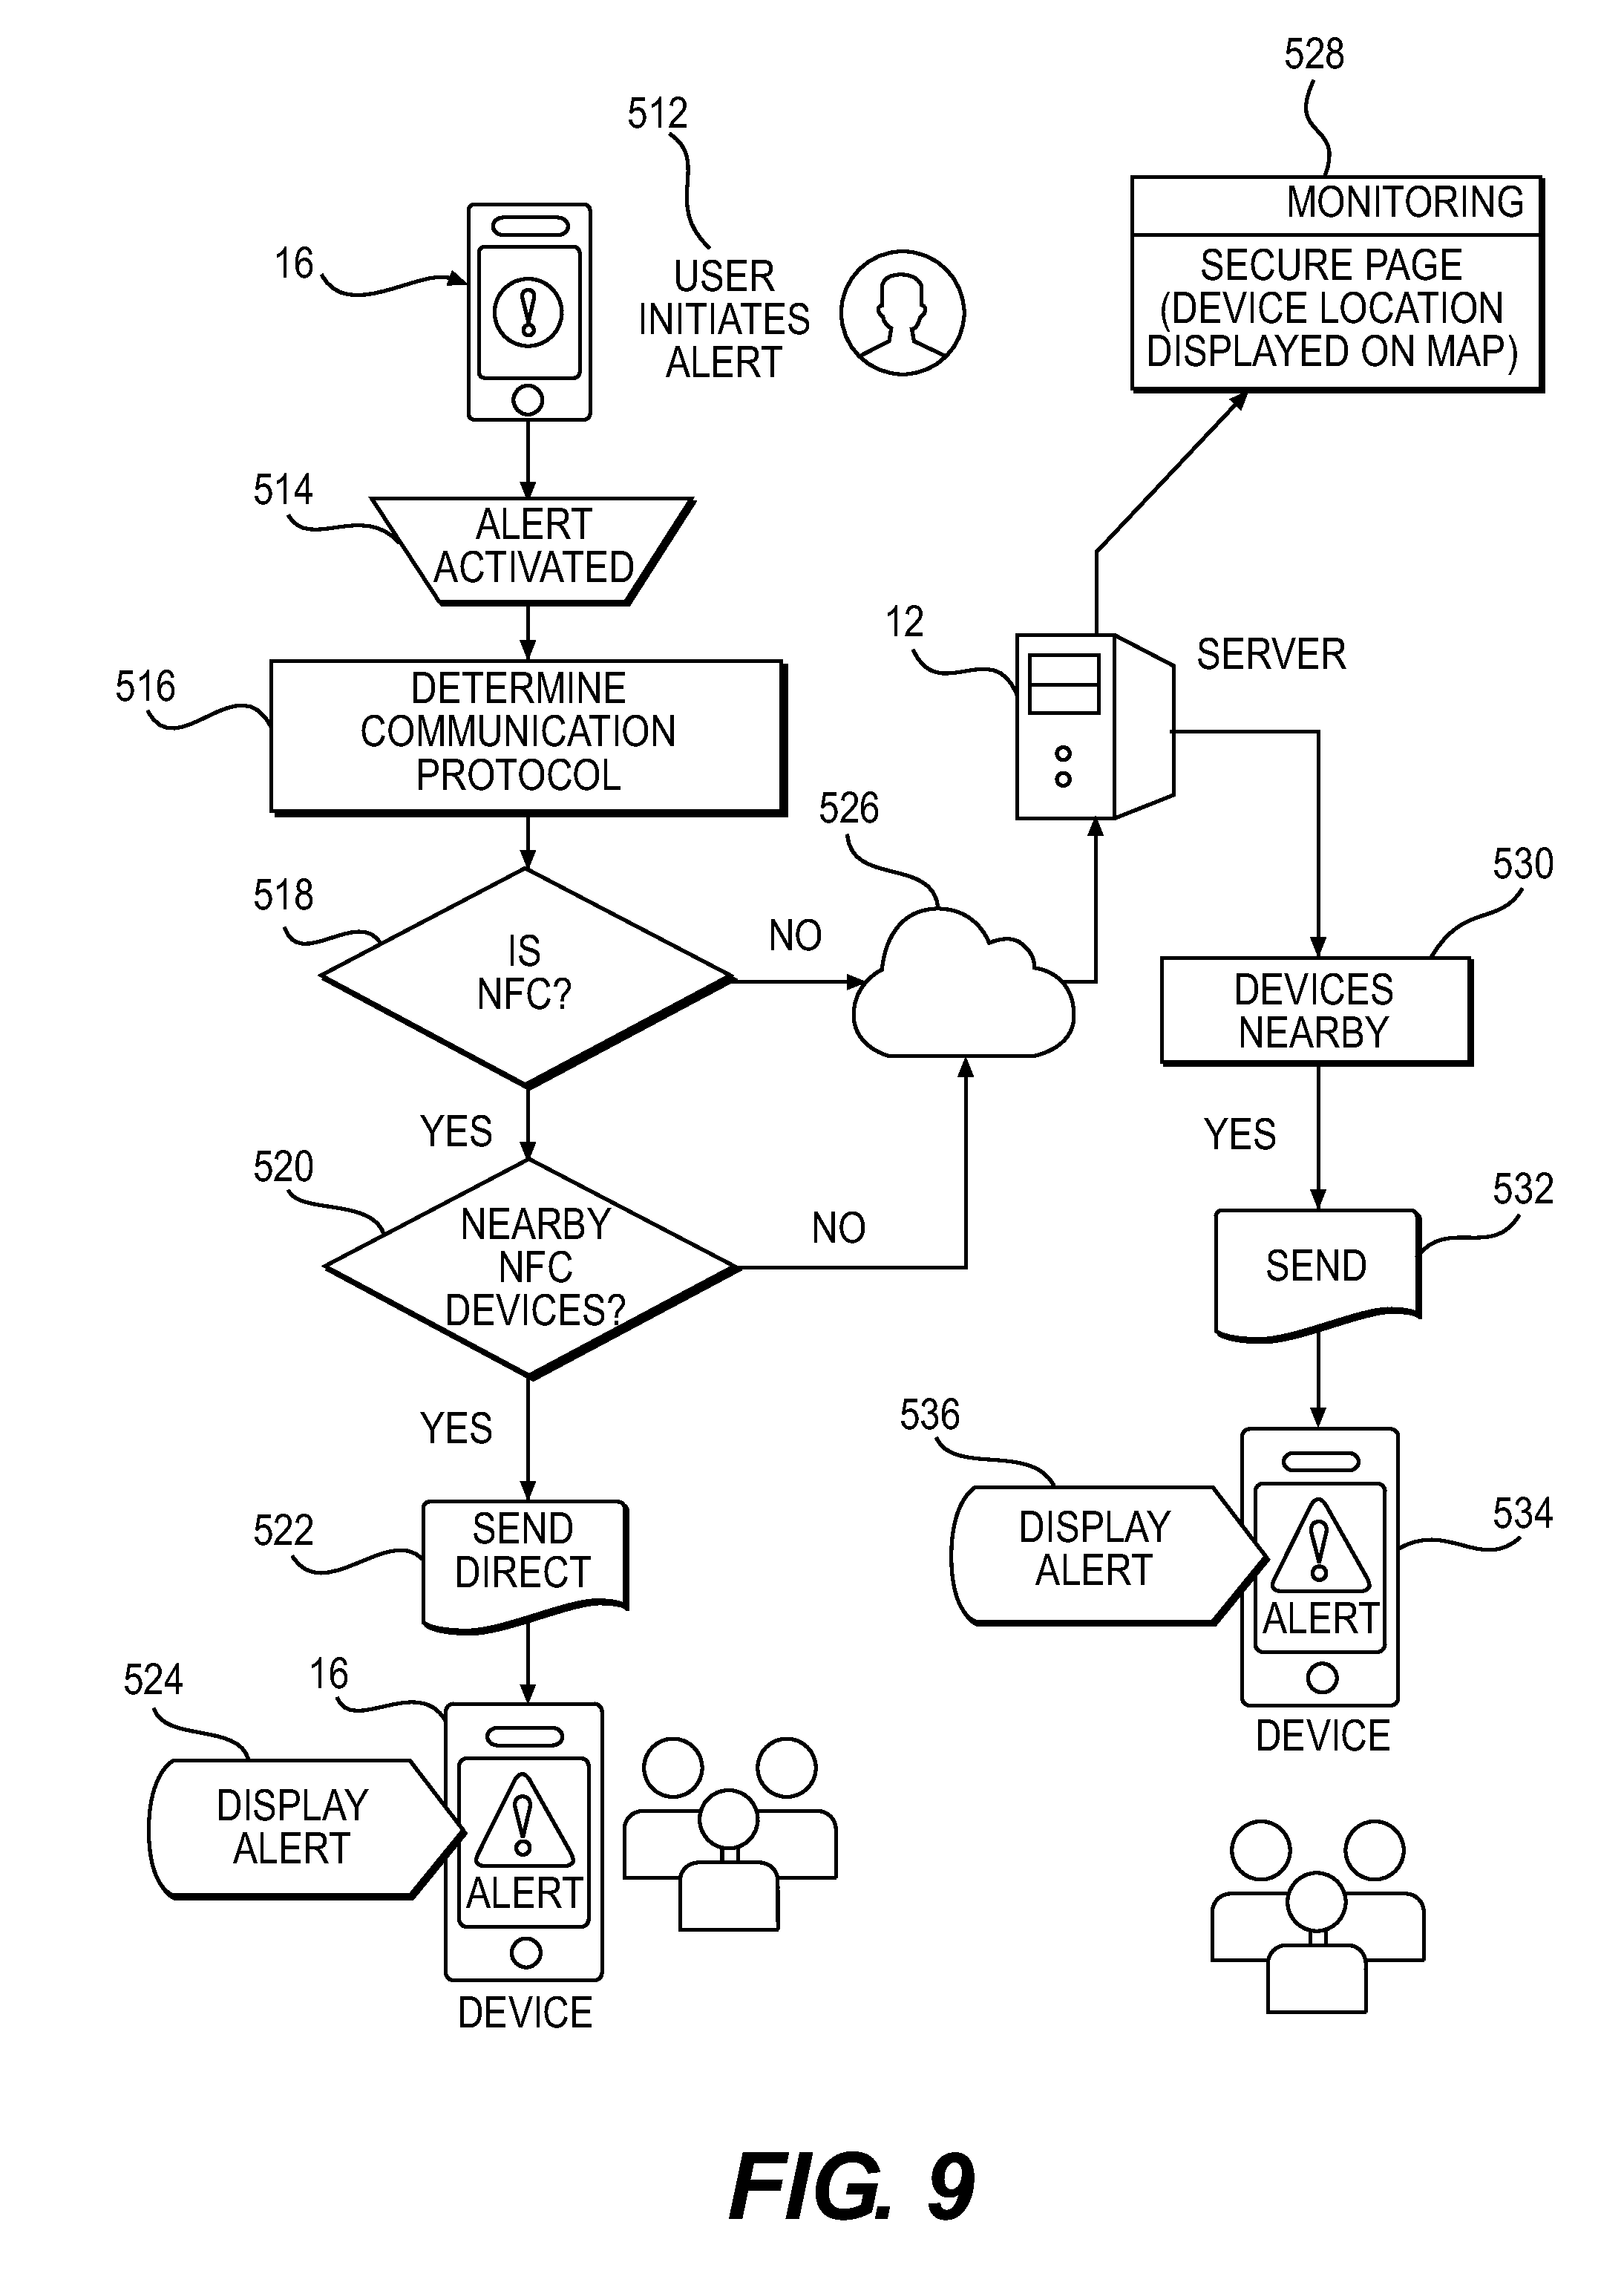 528
MONITORING
SECURE PAGE
(DEVICE LOCATION
DISPLAYED ON MAP)
512
USER
INITIATES
ALERT
16
514
ALERT
ACTIVATED
516
DETERMINE
COMMUNICATION
PROTOCOL
12
SERVER
518
IS
NFC?
NO
526
530
DEVICES
NEARBY
YES
YES
520
NEARBY
NFC
DEVICES?
NO
532
SEND
YES
522
SEND
DIRECT
536
DISPLAY
ALERT
534
ALERT
DEVICE
524
16
DISPLAY
ALERT
ALERT
DEVICE
FIG. 9